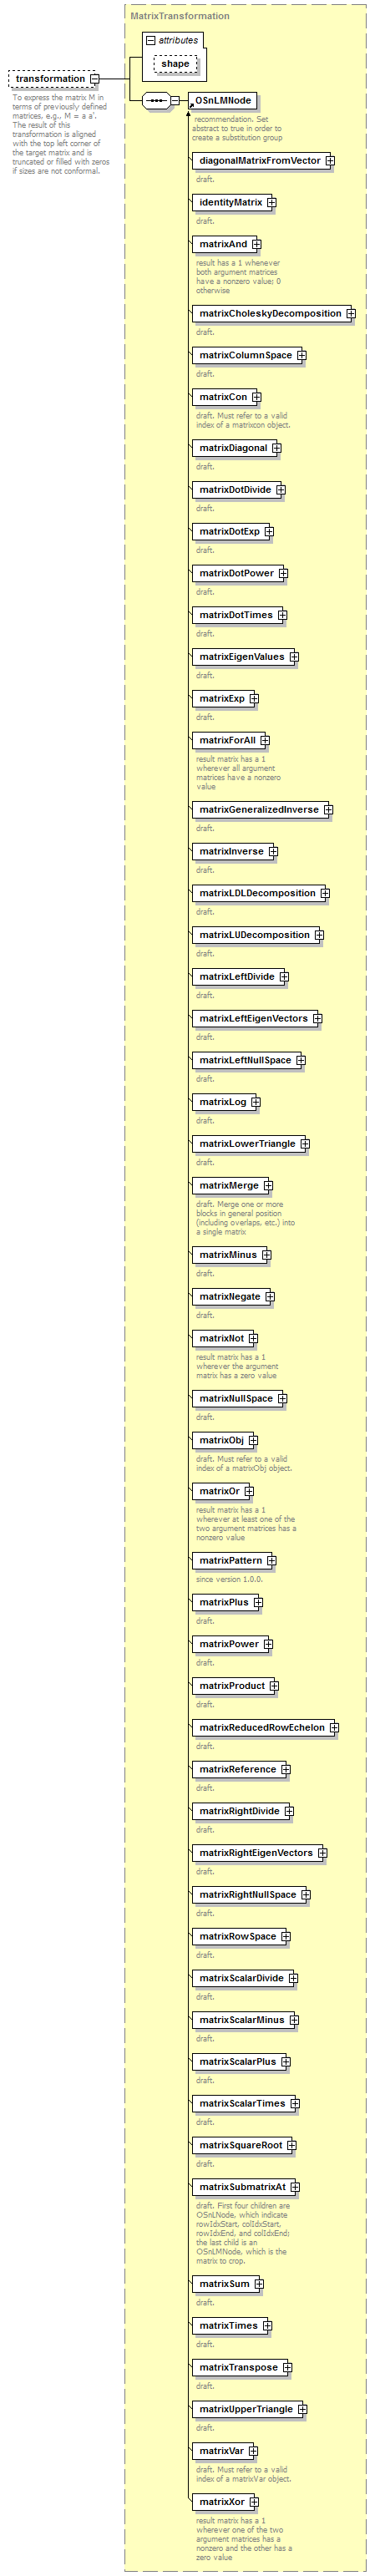 MatrixTransformation
attributes
shape
transformation
To express the matrix M in
terms of previously defined
matrices. e.g., M = a a'.
The result of this
transformation is aligned
with the top left corner of
the target matrix and is
truncated or filled with zeros
if sizes are not conformal.
OSnLMNode
recommendation. Set
abstract to true in order to
create a substitution group
diagonalMatrixFromVector
draft.
identityMatrix
draft.
matrixAnd
result has a 1 whenever
both argument matrices
have a nonzero value; 0
otherwise
matrixCholeskyDecomposition
draft.
matrixColumnSpace
draft.
matrixCon
draft. Must refer to a valid
index of a matrixcon object.
matrixDiagonal
draft.
matrixDotDivide
draft.
matrixDotExp
draft.
matrixDotPower
draft.
matrixDotTimes
draft.
matrixEigenValues
draft.
matrixExp
draft.
matrixForAll
result matrix has a 1
wherever all argument
matrices have a nonzero
value
matrixGeneralizedInverse
draft.
matrixInverse
draft.
matrixLDLDecomposition
draft.
matrixLUDecomposition
draft.
matrixLeftDivide
draft.
matrixLeftEigenVectors
draft.
matrixLeftNullSpace
draft.
matrixLog
draft.
matrixLowerTriangle
draft.
matrixMerge
draft. Merge one or more
blocks in general position
(including overlaps, etc.) into
a single matrix
matrixMinus
draft.
matrixNegate
draft.
matrixNot
result matrix has a 1
wherever the argument
matrix has a zero value
matrixNullSpace
draft.
matrixObj
draft. Must refer to a valid
index of a matrixObj object.
matrixOr
result matrix has a 1
wherever at least one of the
two argument matrices has a
nonzero value
matrixPattern
since version 1.0.0.
matrixPlus
draft.
matrixPower
draft.
matrixProduct
draft.
matrixReducedRowEchelon
draft.
matrixReference
draft.
matrixRightDivide
draft.
matrixRightEigenVectors
draft.
matrixRightNullSpace
draft.
matrixRowSpace
draft.
matrixScalarDivide
draft.
matrixScalarMinus
draft.
matrixScalarPlus
draft.
matrixScalarTimes
draft.
matrixSquareRoot
draft.
matrixSubmatrixAt
draft. First four children are
OSnLNode, which indicate
rowIdxStart, colIdxStart,
rowIdxEnd, and colIdxEnd;
the last child is an
OSnLMNode, which is the
matrix to crop.
matrixSum
draft.
matrixTimes
draft.
matrixTranspose
draft.
matrixUpperTriangle
draft.
matrixVar
draft. Must refer to a valid
index of a matrixVar object.
matrixXor
result matrix has a 1
wherever one of the two
argument matrices has a
nonzero and the other has a
zero value